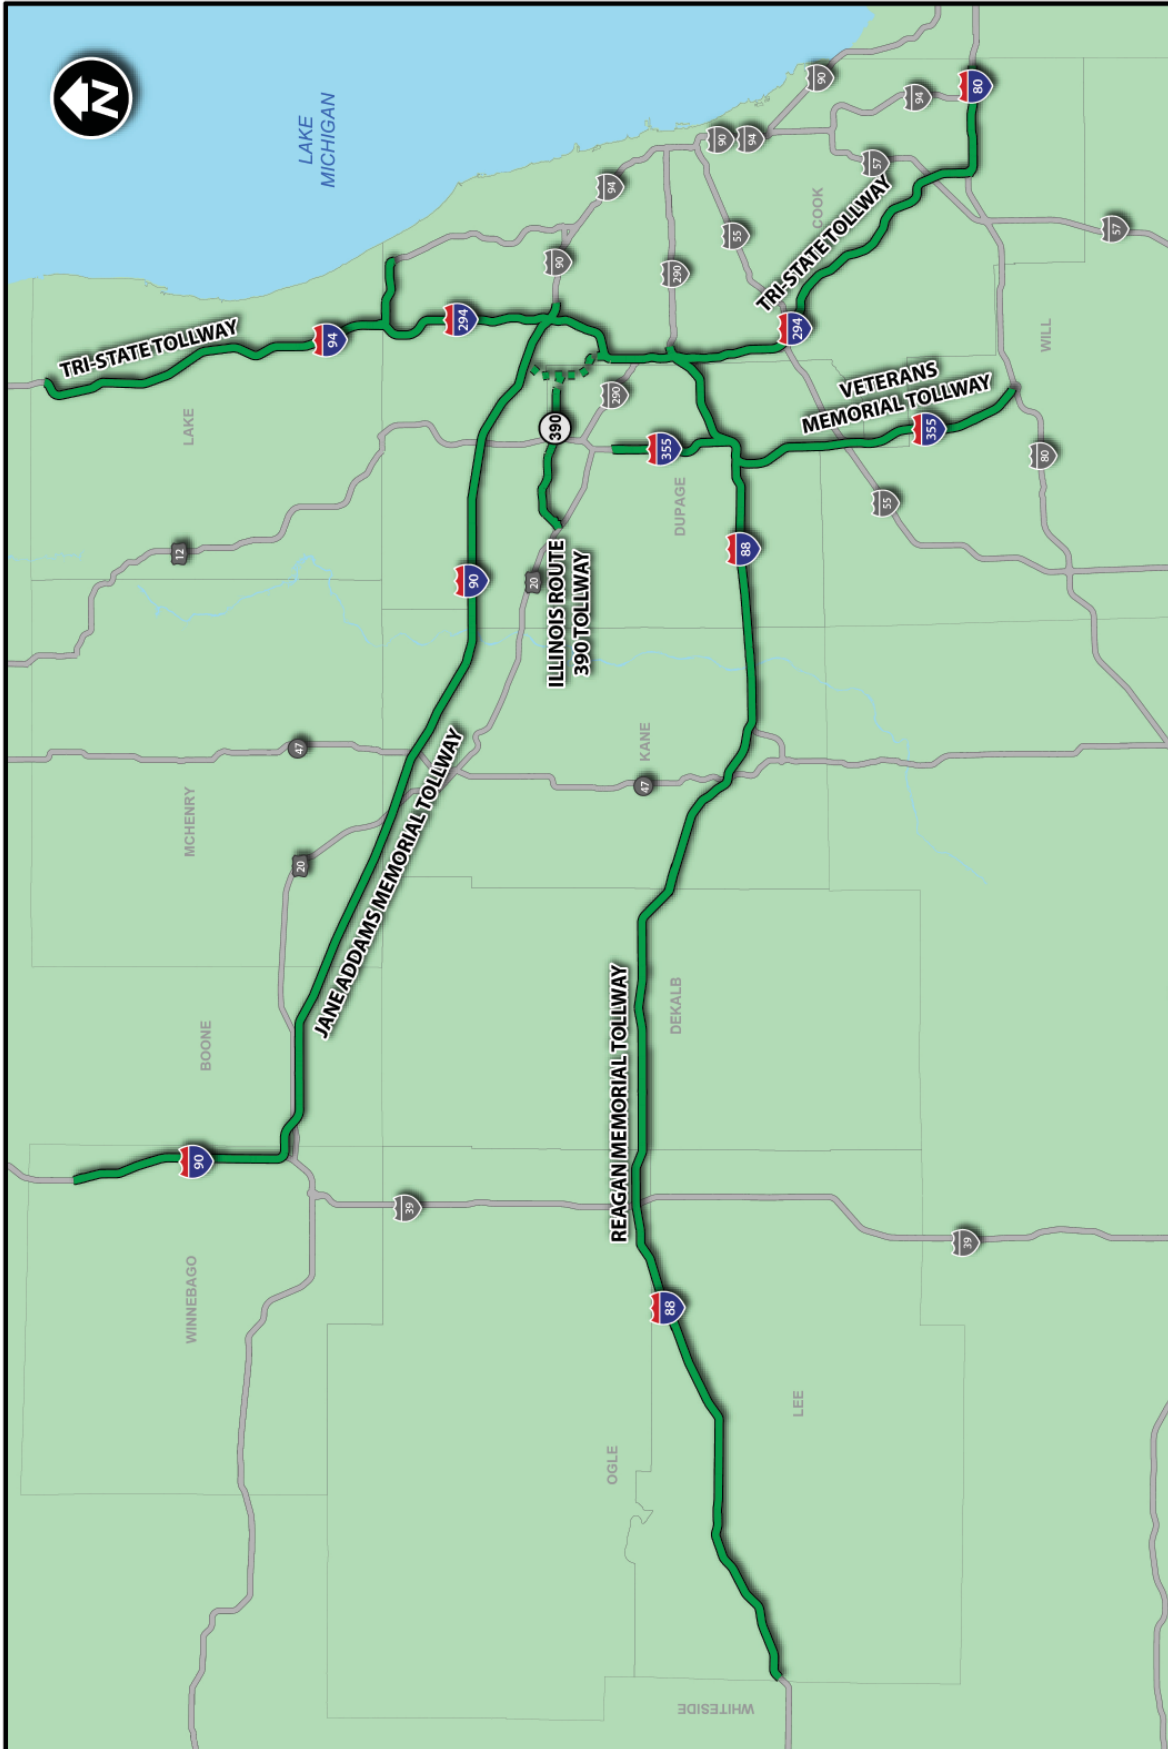 N
LAKE
MICHIGAN
TRI-STATE TOLLWAY
94
294
LAKE
12
90
94
90
94
90
94
80
57
COOK
55
290
TRI-STATE TOLLWAY
294
57
WILL
VETERANS
MEMORIAL TOLLWAY
355
80
55
290
390
355
DUPAGE
88
ILLINOIS ROUTE
390 TOLLWAY
20
90
47
MCHENRY
20
JANE ADDAMS MEMORIAL TOLLWAY
KANE
47
BOONE
90
REAGAN MEMORIAL TOLLWAY
DEKALB
39
39
WINNEBAGO
88
OGLE
LEE
WHITESIDE